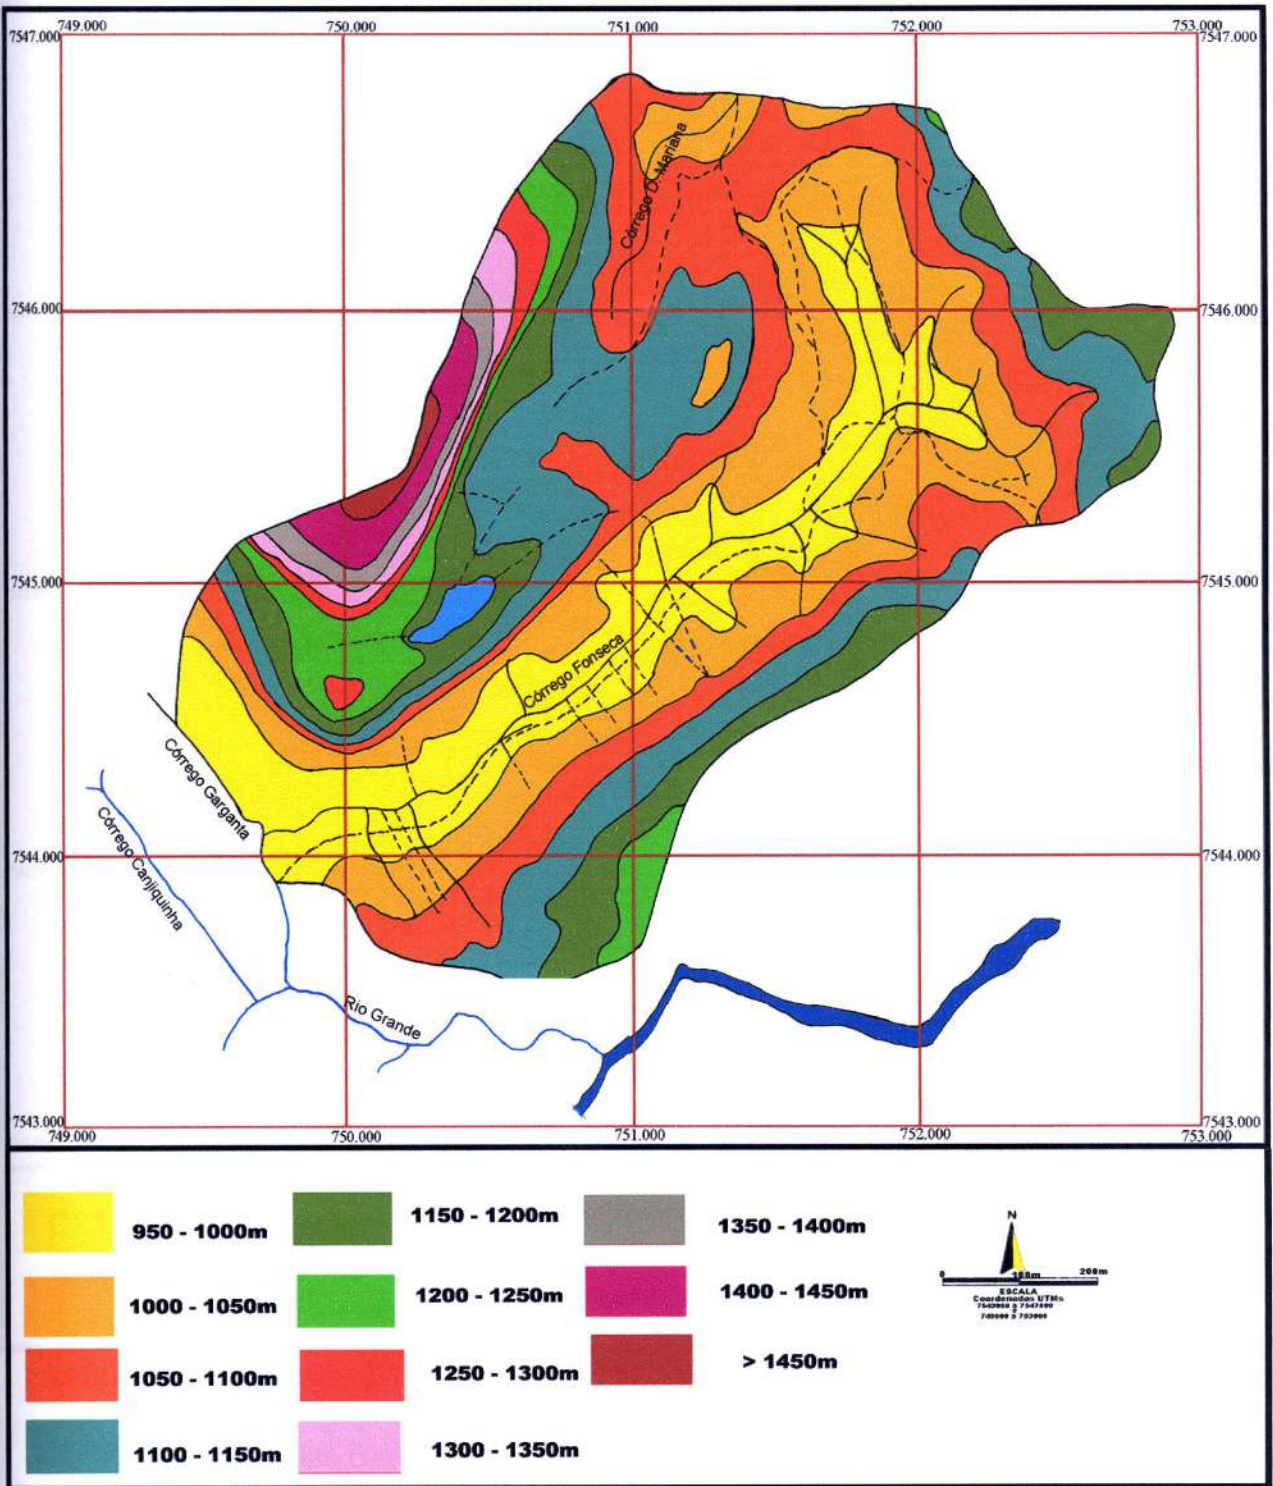 749.000
750.000
751.000
752.000
753.000
7547.000
7547.000
Córrego D. Mariana
7546.000
7546.000
7545.000
7545.000
Córrego Fonseca
Córrego Garganta
Córrego Canjiquinha
7544.000
7544.000
Rio Grande
7543.000
7543.000
749.000
750.000
751.000
752.000
753.000
950 - 1000m
1000 - 1050m
1050 - 1100m
1100 - 1150m
1150 - 1200m
1200 - 1250m
1250 - 1300m
1300 - 1350m
1350 - 1400m
1400 - 1450m
> 1450m
N
0 100m 200m
ESCALA
Coordenadas UTMs